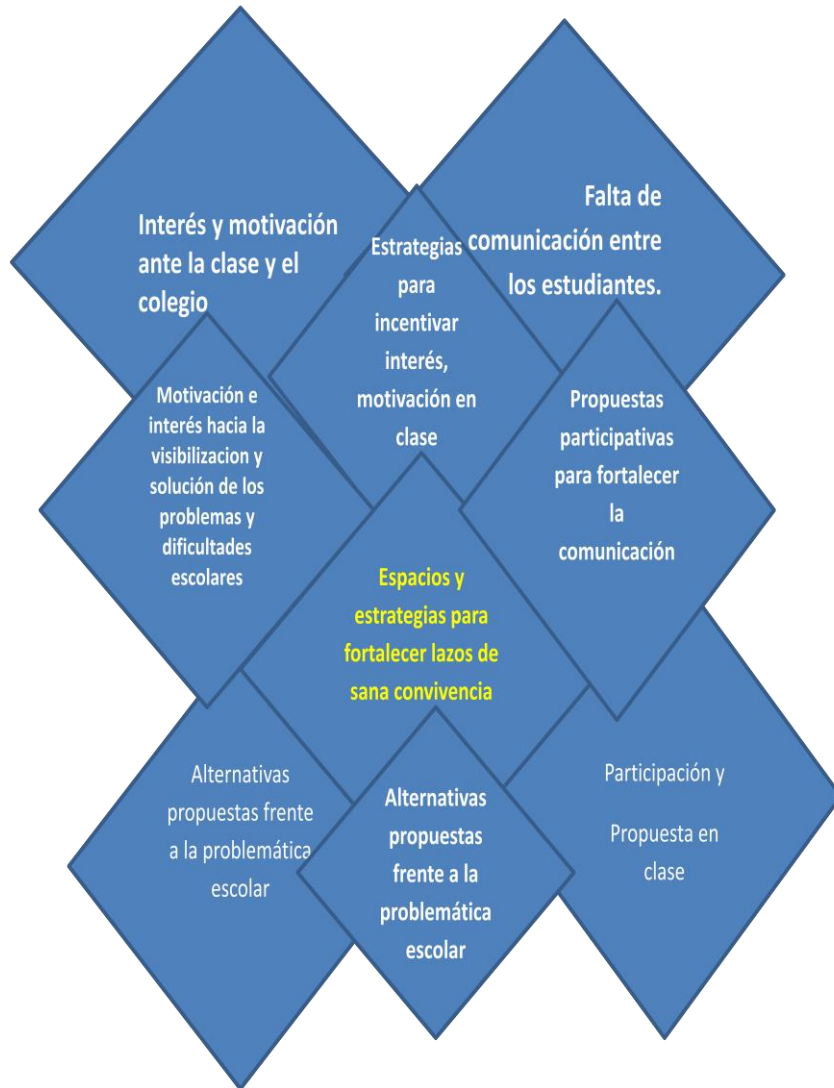 Interés y motivación
ante la clase y el
colegio
Falta de
comunicación entre
los estudiantes.
Estrategias
para
incentivar
interés,
motivación en
clase
Motivación e
interés hacia la
visibilizacion y
solución de los
problemas y
dificultades
escolares
Propuestas
participativas
para fortalecer
la
comunicación
Espacios y
estrategias para
fortalecer lazos de
sana convivencia
Alternativas
propuestas frente
a la problemática
escolar
Alternativas
propuestas
frente a la
problemática
escolar
Participación y
Propuesta en
clase